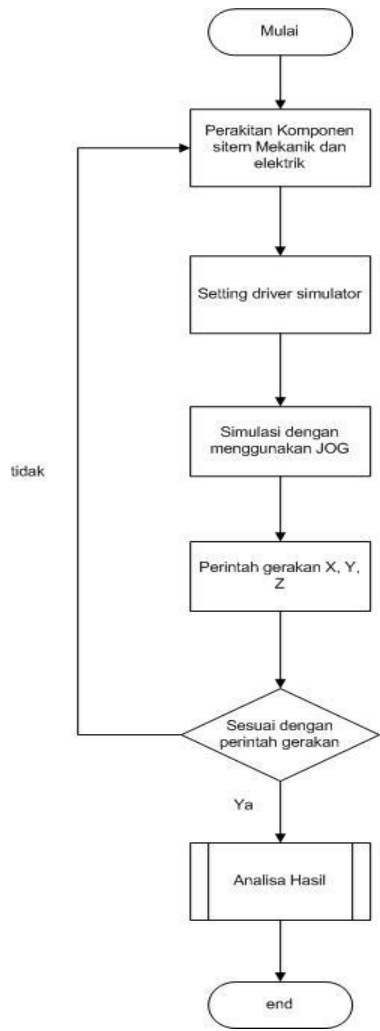 Mulai
Perakitan Komponen
sitem Mekanik dan
elektrik
Setting driver simulator
Simulasi dengan
menggunakan JOG
tidak
Perintah gerakan X, Y,
Z
Sesuai dengan
perintah gerakan
Ya
Analisa Hasil
end